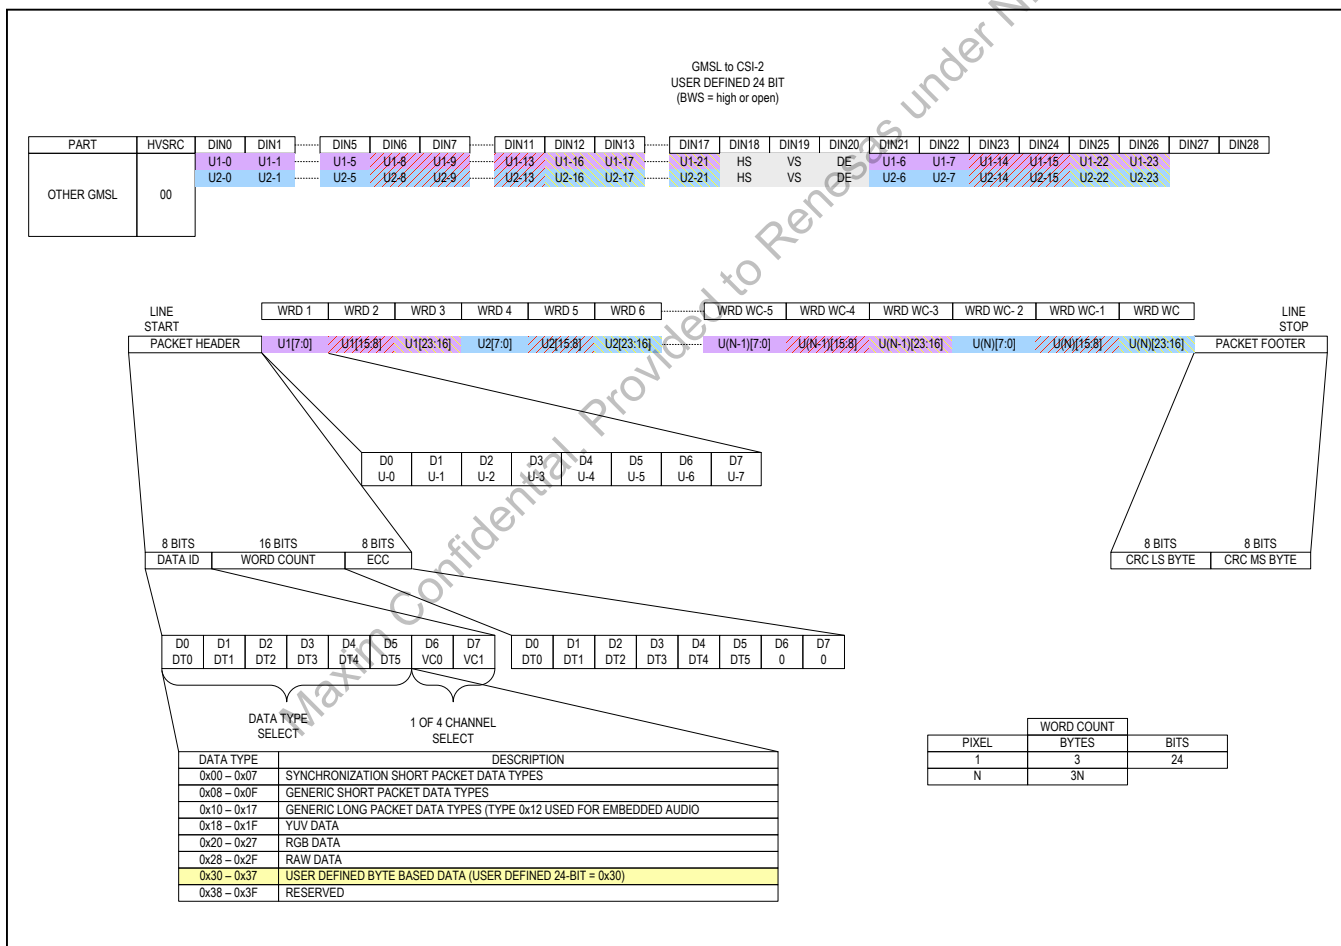 GMSL to CSI-2
USER DEFINED 24 BIT
(BWS = high or open)
PART HVSRC DIN0 DIN1 DIN5 DIN6 DIN7 DIN11 DIN12 DIN13 DIN17 DIN18 DIN19 DIN20 DIN21 DIN22 DIN23 DIN24 DIN25 DIN26 DIN27 DIN28
U1-0 U1-1 U1-5 U1-8 U1-9 U1-13 U1-16 U1-17 U1-21 HS VS DE U1-6 U1-7 U1-14 U1-15 U1-22 U1-23
U2-0 U2-1 U2-5 U2-8 U2-9 U2-13 U2-16 U2-17 U2-21 HS VS DE U2-6 U2-7 U2-14 U2-15 U2-22 U2-23
OTHER GMSL 00
LINE START
WRD 1 WRD 2 WRD 3 WRD 4 WRD 5 WRD 6 WRD WC-5 WRD WC-4 WRD WC-3 WRD WC- 2 WRD WC-1 WRD WC
LINE STOP
PACKET HEADER U1[7:0] U1[15:8] U1[23:16] U2[7:0] U2[15:8] U2[23:16] U(N-1)[7:0] U(N-1)[15:8] U(N-1)[23:16] U(N)[7:0] U(N)[15:8] U(N)[23:16] PACKET FOOTER
D0 D1 D2 D3 D4 D5 D6 D7
U-0 U-1 U-2 U-3 U-4 U-5 U-6 U-7
8 BITS 16 BITS 8 BITS
DATA ID WORD COUNT ECC
8 BITS 8 BITS
CRC LS BYTE CRC MS BYTE
D0 D1 D2 D3 D4 D5 D6 D7
DT0 DT1 DT2 DT3 DT4 DT5 VC0 VC1
D0 D1 D2 D3 D4 D5 D6 D7
DT0 DT1 DT2 DT3 DT4 DT5 0 0
DATA TYPE
SELECT
1 OF 4 CHANNEL
SELECT
DATA TYPE DESCRIPTION
0x00 – 0x07 SYNCHRONIZATION SHORT PACKET DATA TYPES
0x08 – 0x0F GENERIC SHORT PACKET DATA TYPES
0x10 – 0x17 GENERIC LONG PACKET DATA TYPES (TYPE 0x12 USED FOR EMBEDDED AUDIO
0x18 – 0x1F YUV DATA
0x20 – 0x27 RGB DATA
0x28 – 0x2F RAW DATA
0x30 – 0x37 USER DEFINED BYTE BASED DATA (USER DEFINED 24-BIT = 0x30)
0x38 – 0x3F RESERVED
WORD COUNT
PIXEL BYTES BITS
1 3 24
N 3N
Maxim Confidential. Provided to Renesas under